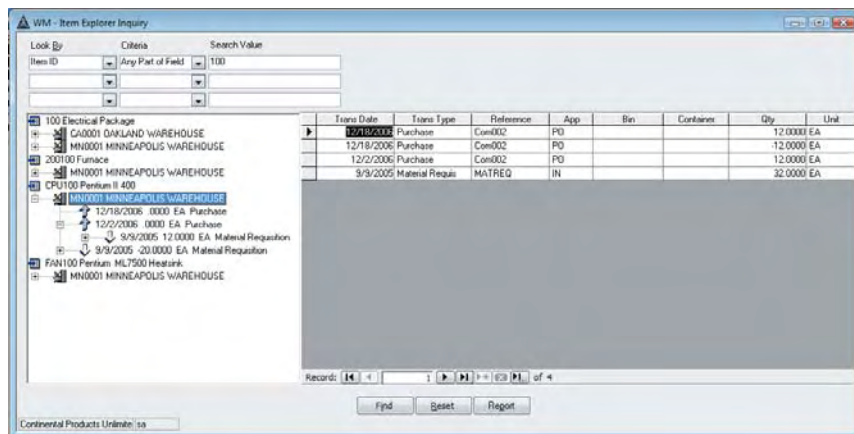 WM - Item Explorer Inquiry
Look By Criteria Search Value
Item ID Any Part of Field 100
100 Electrical Package
CA0001 OAKLAND WAREHOUSE
MN0001 MINNEAPOLIS WAREHOUSE
200100 Furnace
MN0001 MINNEAPOLIS WAREHOUSE
CPU100 Pentium II 400
MN0001 MINNEAPOLIS WAREHOUSE
12/18/2006 .0000 EA Purchase
12/2/2006 .0000 EA Purchase
9/9/2005 12.0000 EA Material Requisition
9/9/2005 -20.0000 EA Material Requisition
FAN100 Pentium ML7500 Heatsink
MN0001 MINNEAPOLIS WAREHOUSE
Trans Date Trans Type Reference App Bin Container Qty Unit
12/18/2006 Purchase Com002 PO 12.0000 EA
12/18/2006 Purchase Com002 PO -12.0000 EA
12/2/2006 Purchase Com002 PO 12.0000 EA
9/9/2005 Material Requis MATREQ IN 32.0000 EA
Record: 1 of 4
Find Reset Report
Continental Products Unlimite sa